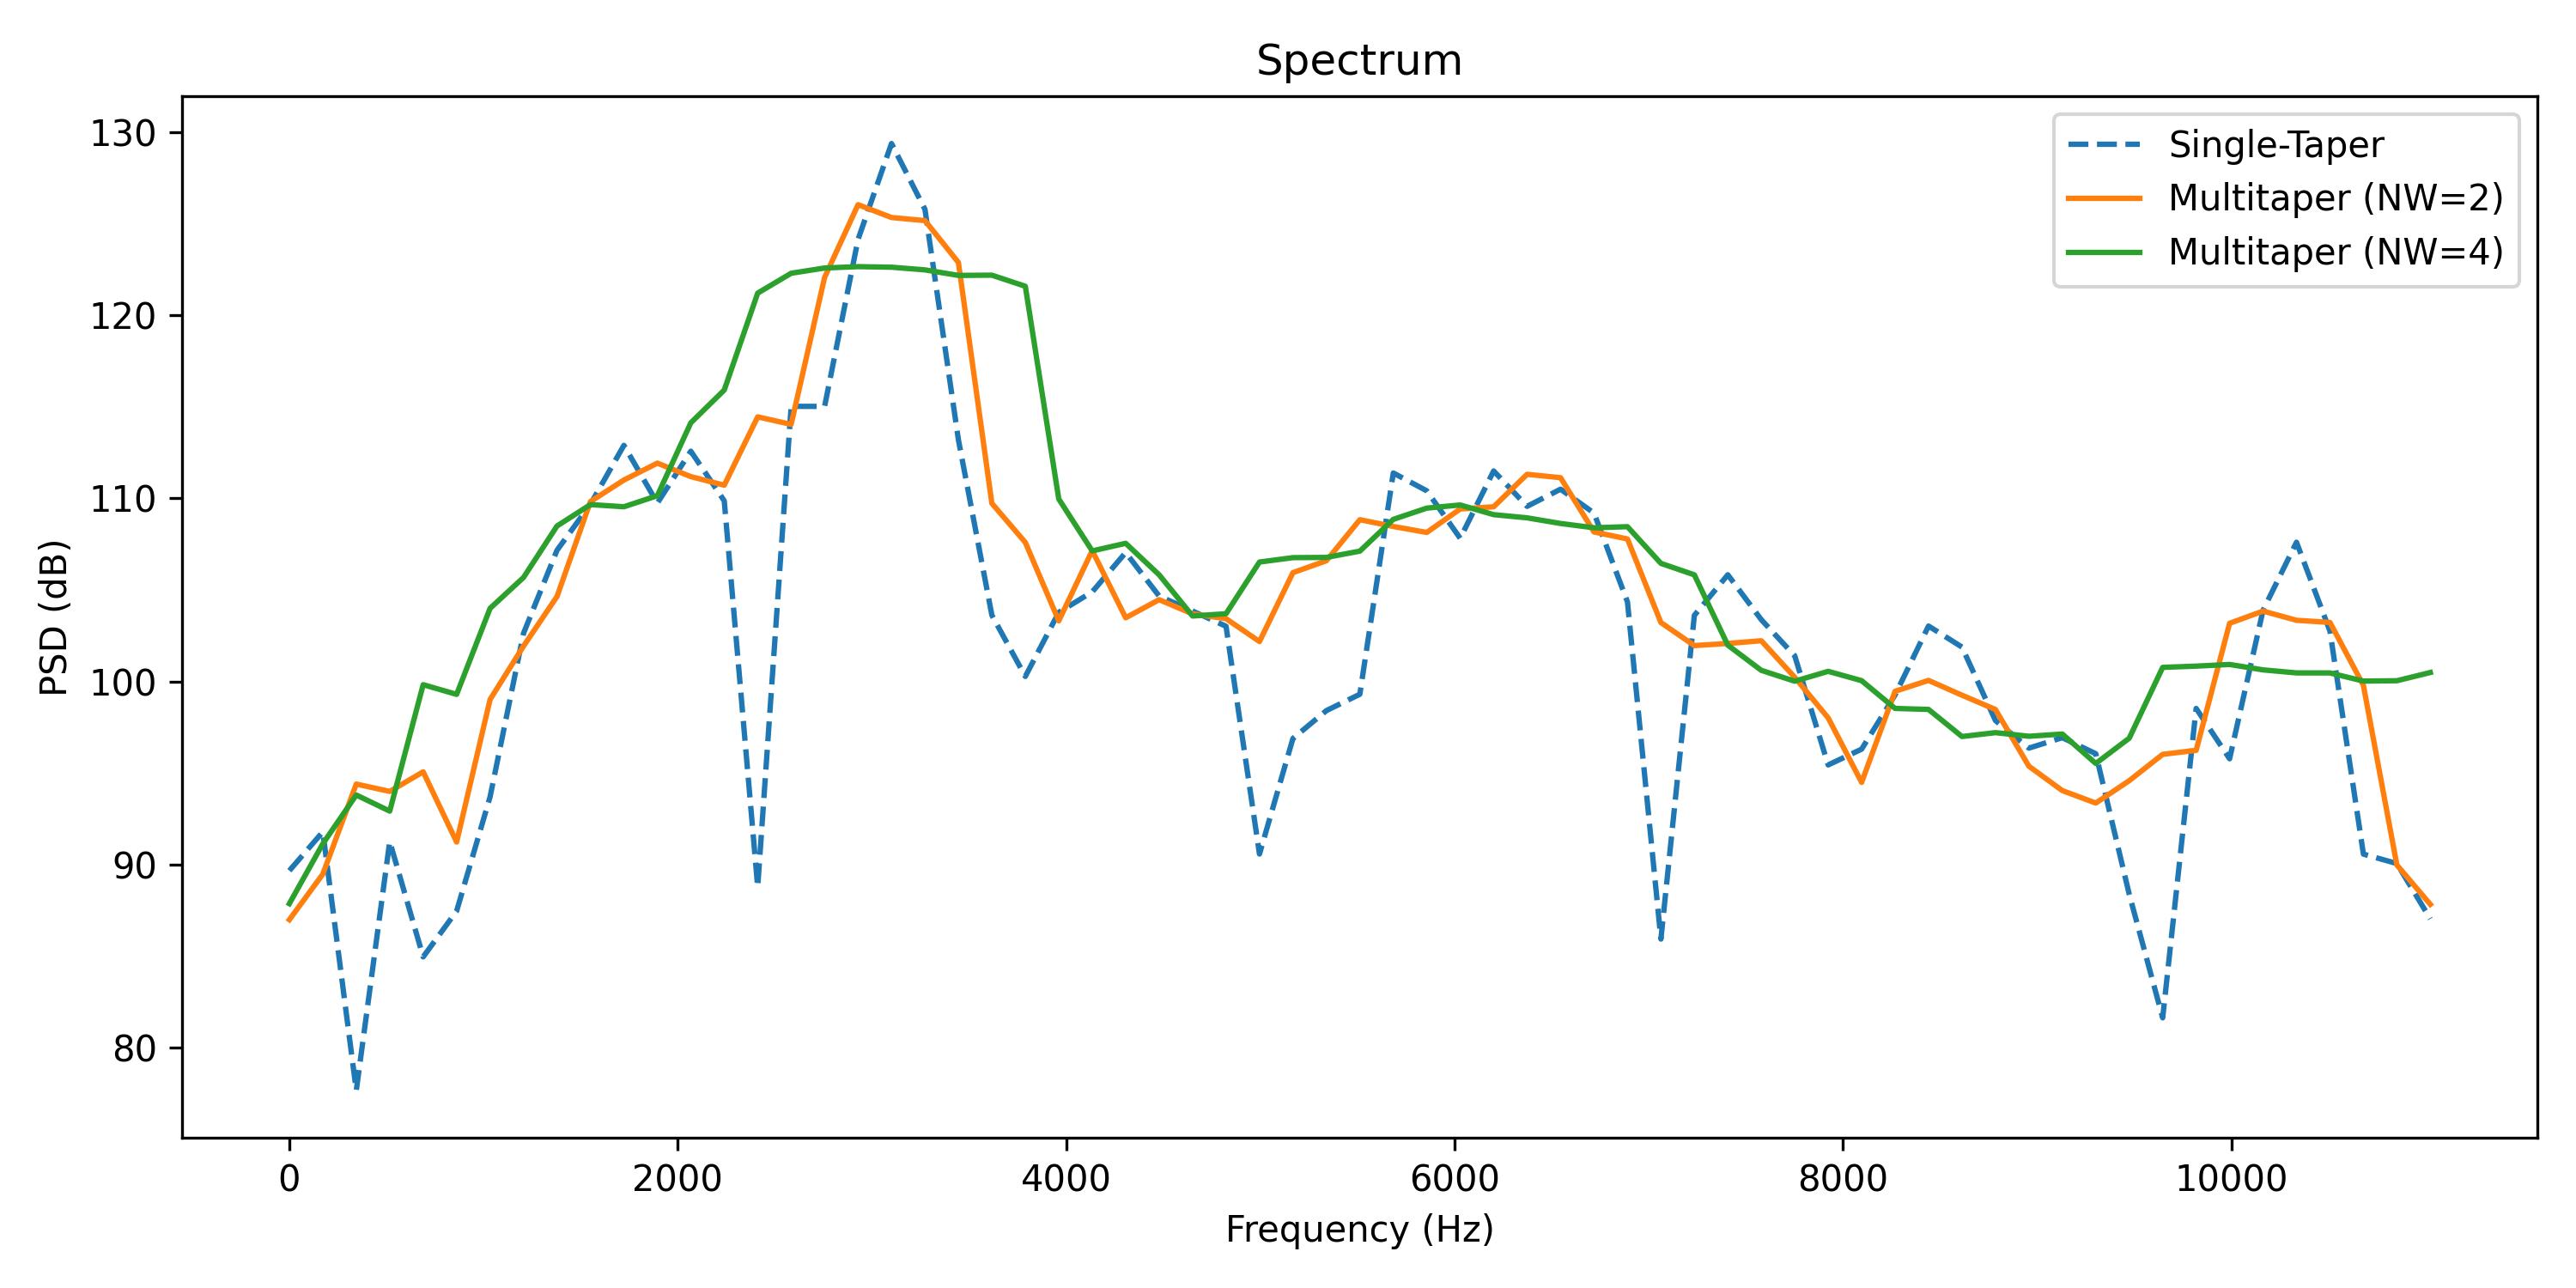 Spectrum
130
120
110
100
90
80
PSD (dB)
Single-Taper
Multitaper (NW=2)
Multitaper (NW=4)
0 2000 4000 6000 8000 10000
Frequency (Hz)